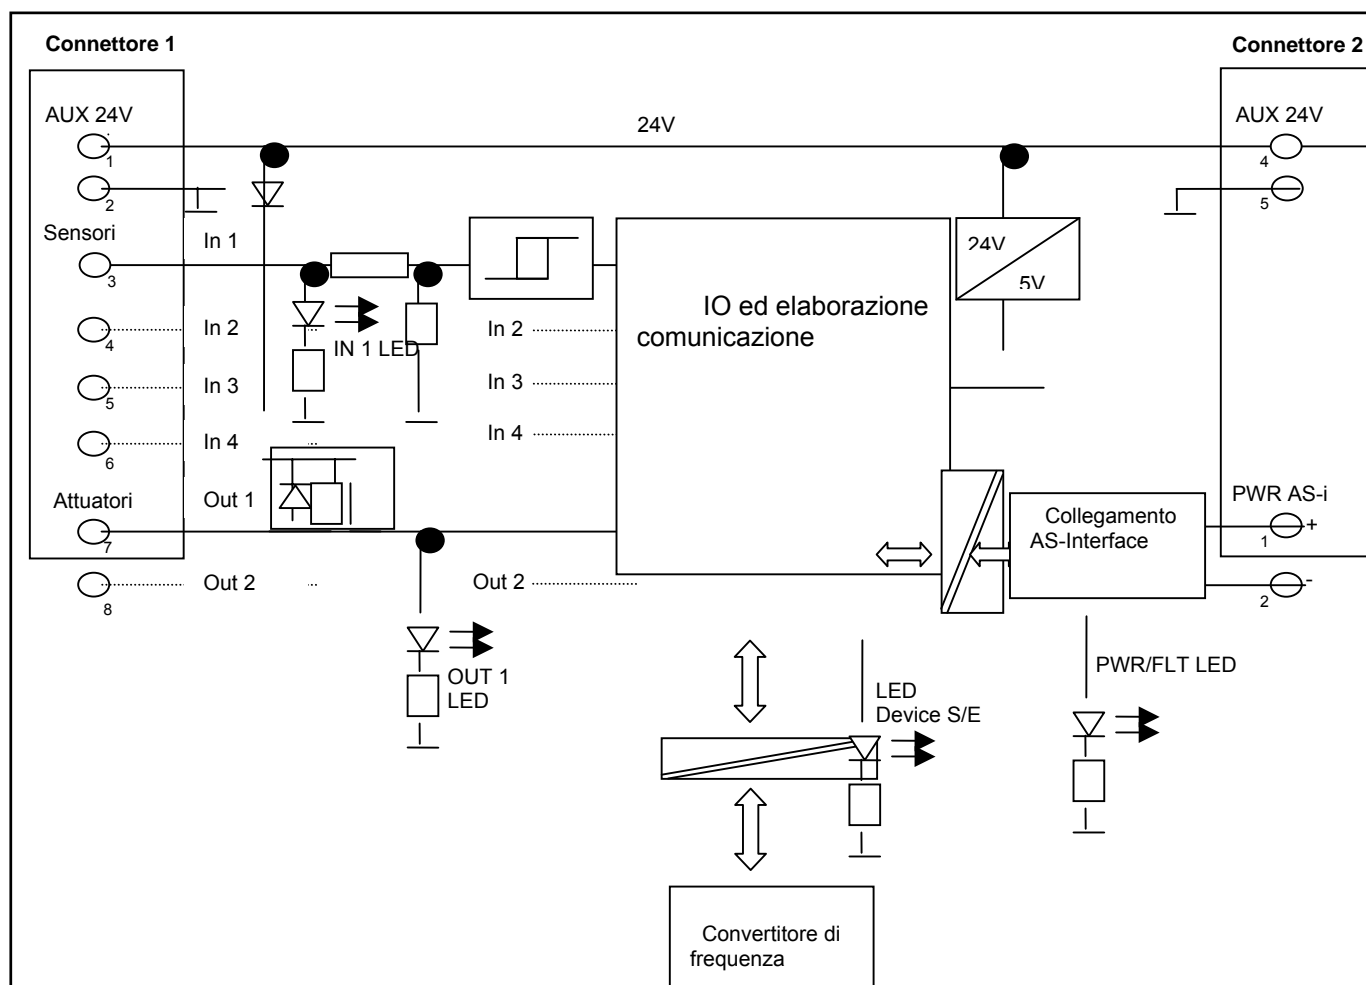 Connettore 1
Connettore 2
AUX 24V
24V
AUX 24V
1
4
2
5
Sensori
In 1
3
24V
5V
IO ed elaborazione
comunicazione
In 2
In 2
4
IN 1 LED
In 3
In 3
5
In 4
In 4
6
Attuatori
Out 1
PWR AS-i
Collegamento
AS-Interface
+
7
1
Out 2
Out 2
-
8
2
OUT 1
LED
LED
Device S/E
PWR/FLT LED
Convertitore di
frequenza